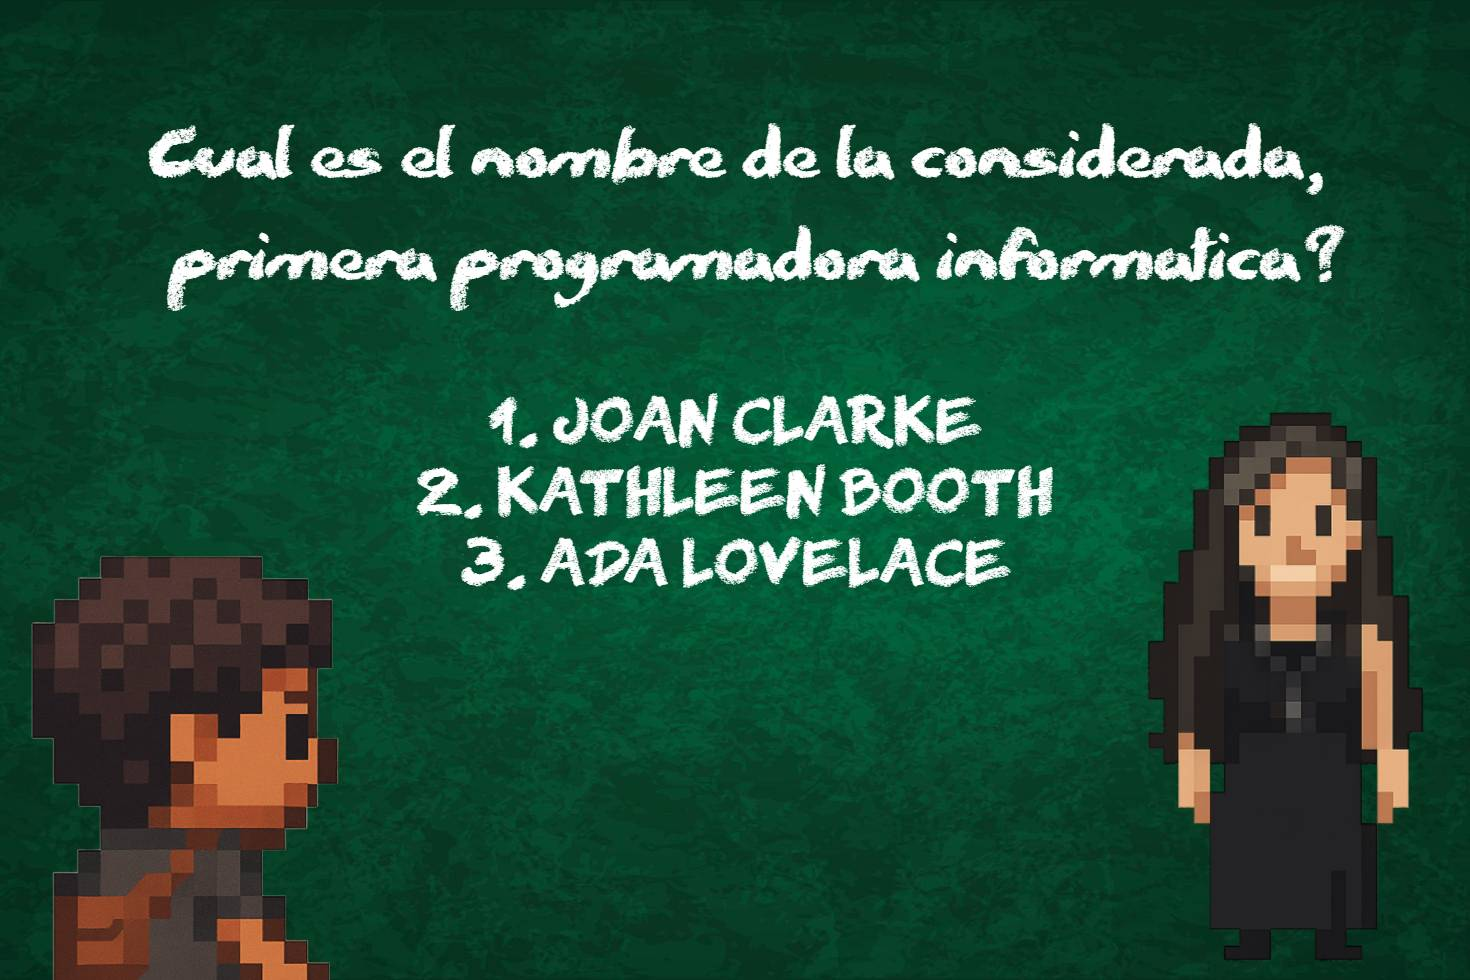 Cual es el nombre de la considerada,
primera programadora informatica?
1. JOAN CLARKE
2. KATHLEEN BOOTH
3. ADA LOVELACE